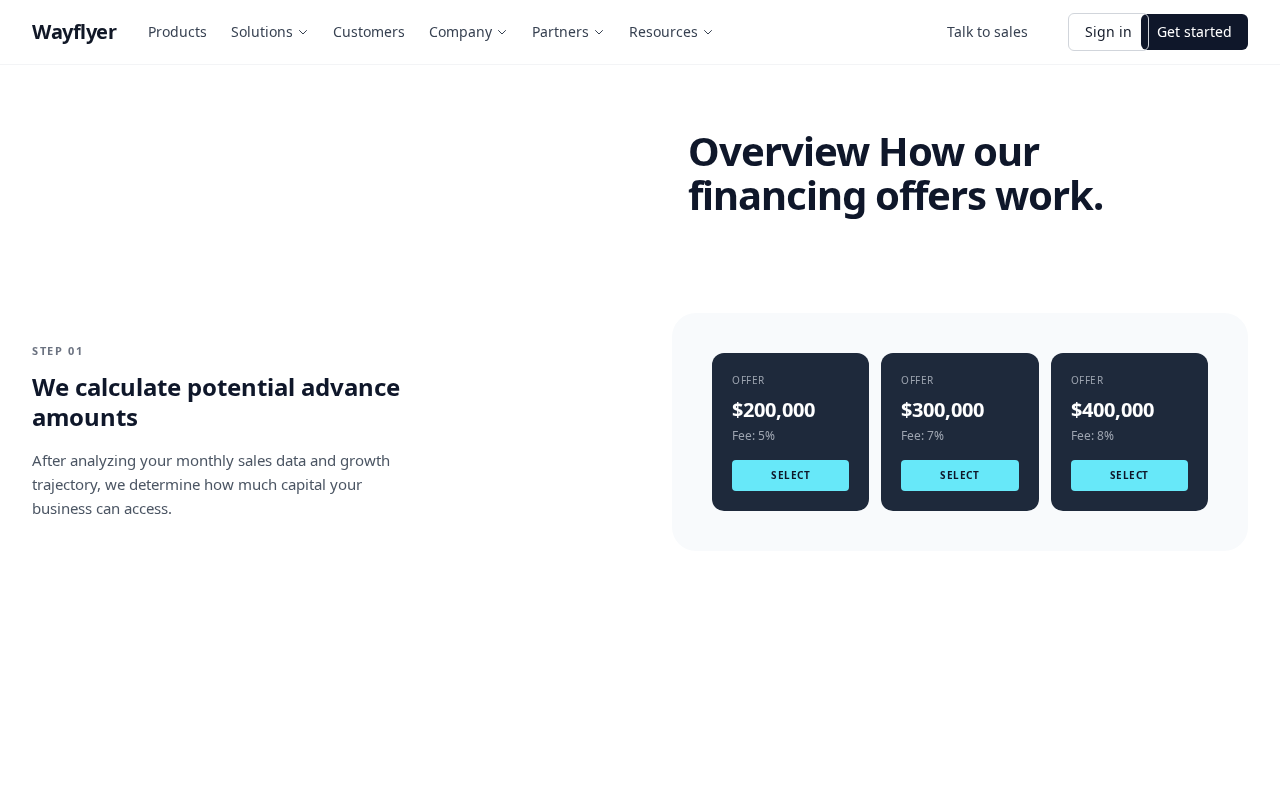 Wayflyer Products Solutions Customers Company Partners Resources Talk to sales Sign in Get started
Overview How our
financing offers work.
STEP 01
We calculate potential advance
amounts
After analyzing your monthly sales data and growth
trajectory, we determine how much capital your
business can access.
OFFER
$200,000
Fee: 5%
SELECT
OFFER
$300,000
Fee: 7%
SELECT
OFFER
$400,000
Fee: 8%
SELECT